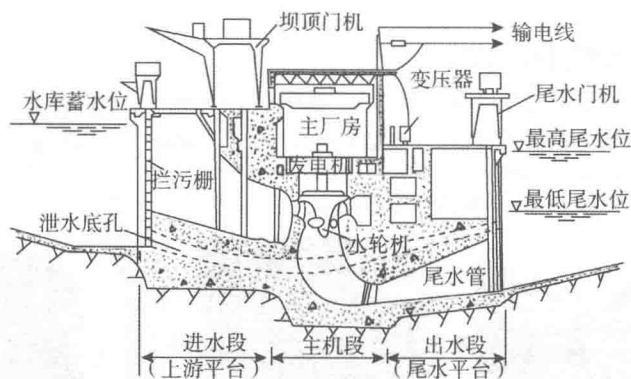 坝顶门机
输电线
变压器
尾水门机
水库蓄水位
主厂房
发电机
最高尾水位
拦污栅
最低尾水位
泄水底孔
水轮机
尾水管
进水段
（上游平台）
主机段
出水段
（尾水平台）